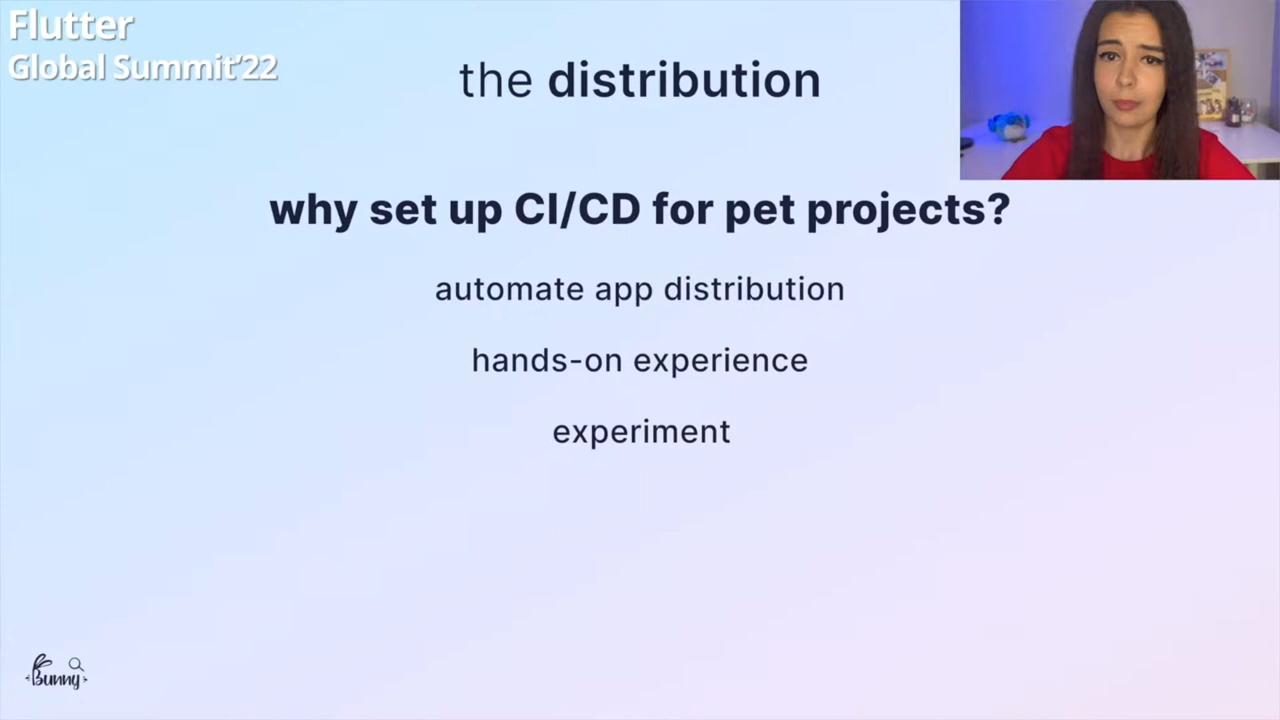 Flutter
Global Summit'22
the distribution
why set up CI/CD for pet projects?
automate app distribution
hands-on experience
experiment
Bunny